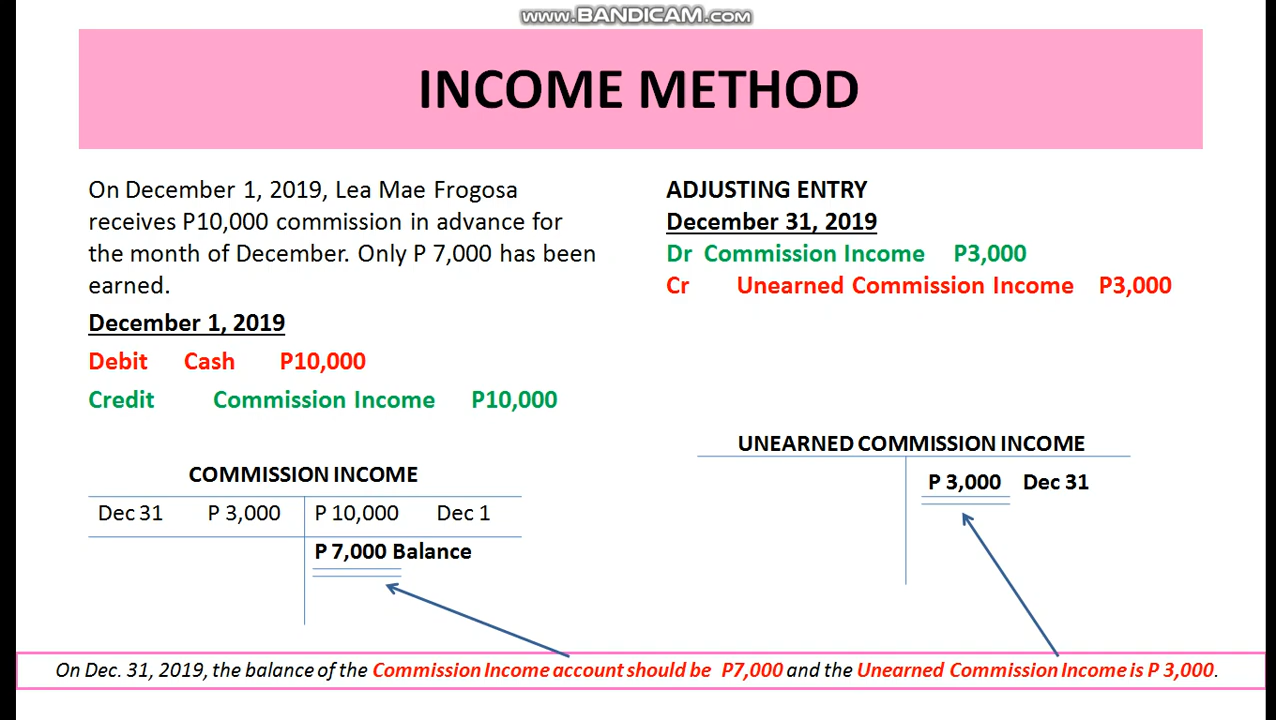 www.BANDICAM.com
INCOME METHOD
On December 1, 2019, Lea Mae Frogosa
receives P10,000 commission in advance for
the month of December. Only P 7,000 has been
earned.
December 1, 2019
Debit Cash P10,000
Credit Commission Income P10,000
ADJUSTING ENTRY
December 31, 2019
Dr Commission Income P3,000
Cr Unearned Commission Income P3,000
COMMISSION INCOME
Dec 31 P 3,000 P 10,000 Dec 1
P 7,000 Balance
UNEARNED COMMISSION INCOME
P 3,000 Dec 31
On Dec. 31, 2019, the balance of the Commission Income account should be P7,000 and the Unearned Commission Income is P 3,000.